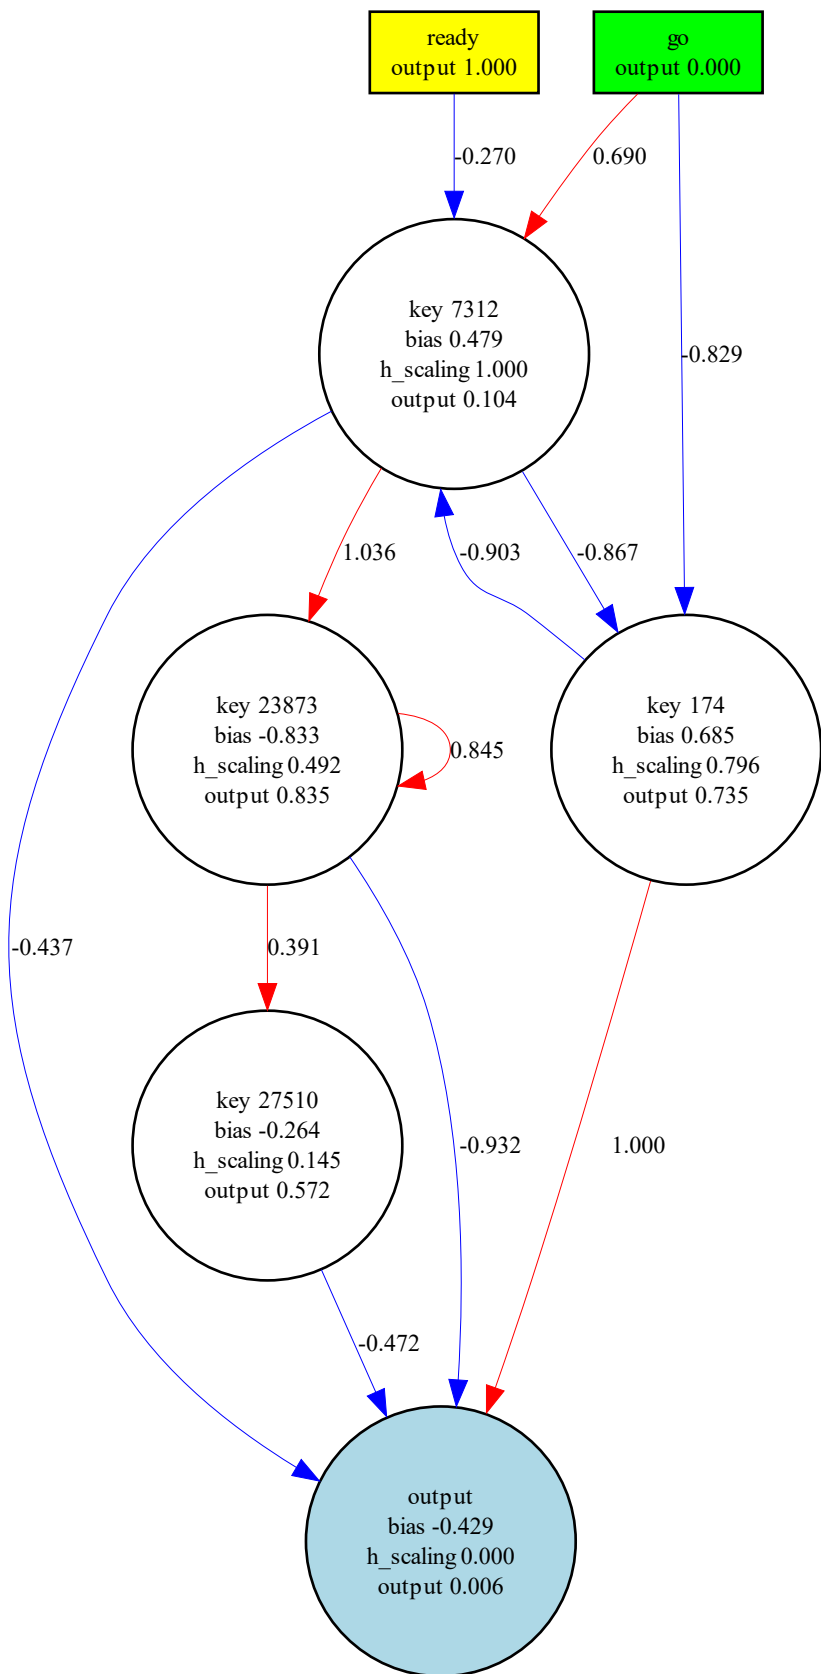 ready
output 1.000
go
output 0.000
-0.270
0.690
key 7312
bias 0.479
h_scaling 1.000
output 0.104
-0.829
1.036
-0.903
-0.867
key 23873
bias -0.833
h_scaling 0.492
output 0.835
0.845
key 174
bias 0.685
h_scaling 0.796
output 0.735
-0.437
0.391
key 27510
bias -0.264
h_scaling 0.145
output 0.572
-0.932
1.000
-0.472
output
bias -0.429
h_scaling 0.000
output 0.006